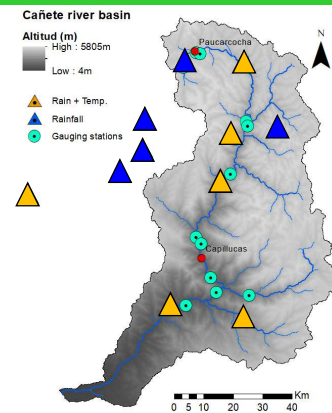 Cañete river basin
Altitud (m)
High : 5805m
Low : 4m
Rain + Temp.
Rainfall
Gauging stations
Paucarcocha
N
Capillucas
Km
0 5 10 20 30 40